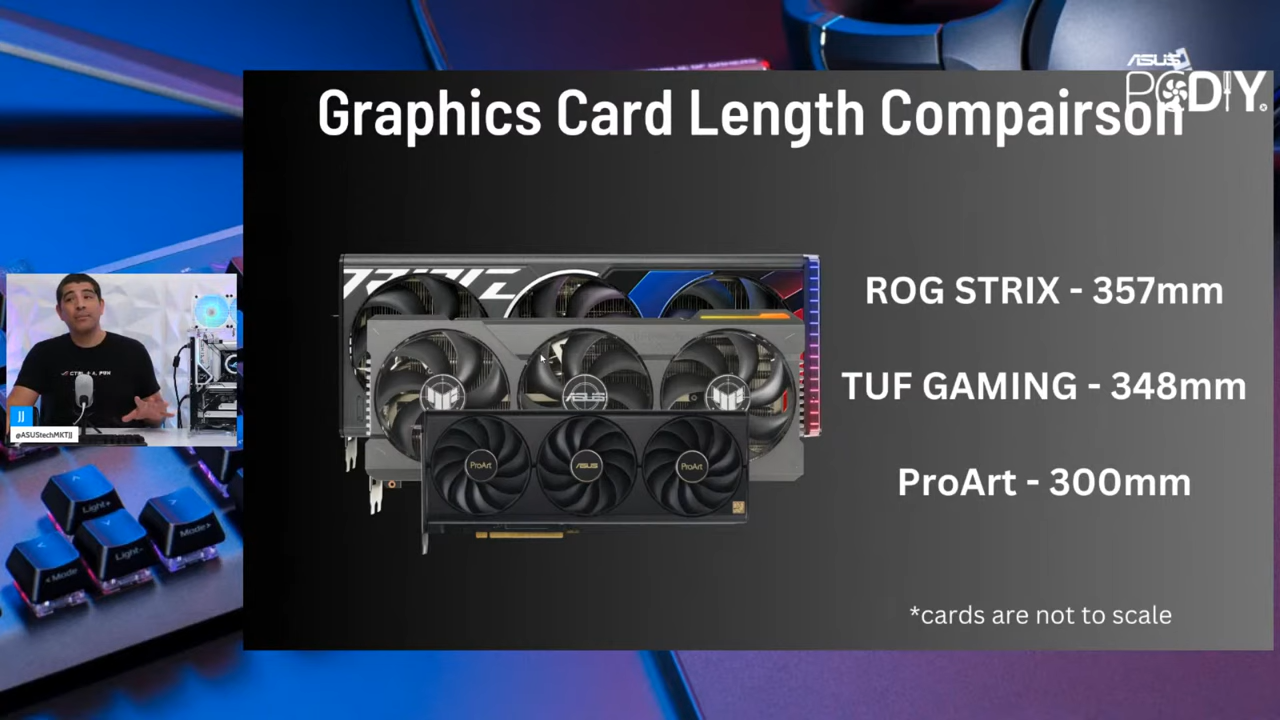 ASUS
PCDIY.
Graphics Card Length Compairson
ROG STRIX - 357mm
TUF GAMING - 348mm
ProArt - 300mm
*cards are not to scale
ASUS
ProArt
ASUS
ProArt
JJ
@ASUStechMKTJJ
Light+
Light-
Mode+
< Mode